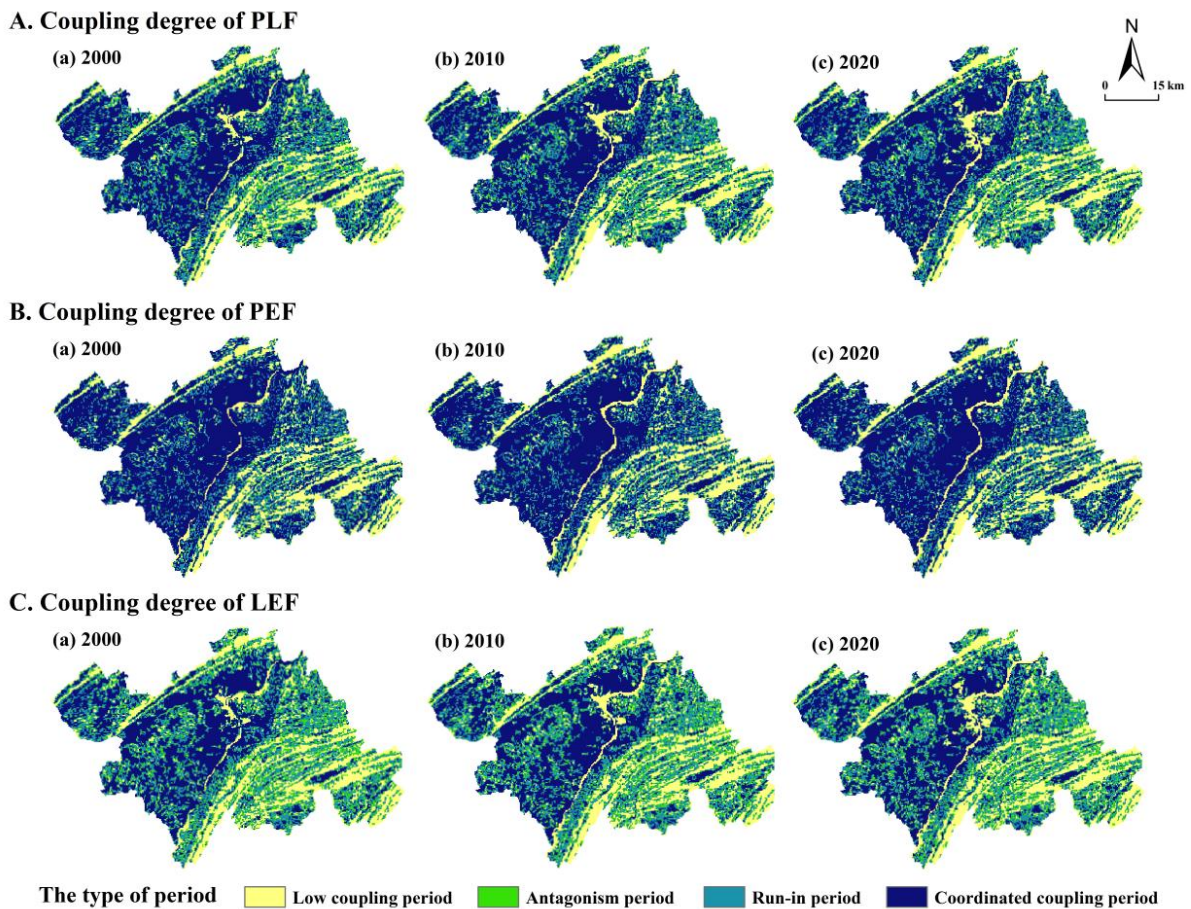 A. Coupling degree of PLF
(a) 2000
(b) 2010
(c) 2020
N
0 15 km
B. Coupling degree of PEF
(a) 2000
(b) 2010
(c) 2020
C. Coupling degree of LEF
(a) 2000
(b) 2010
(c) 2020
The type of period Low coupling period Antagonism period Run-in period Coordinated coupling period